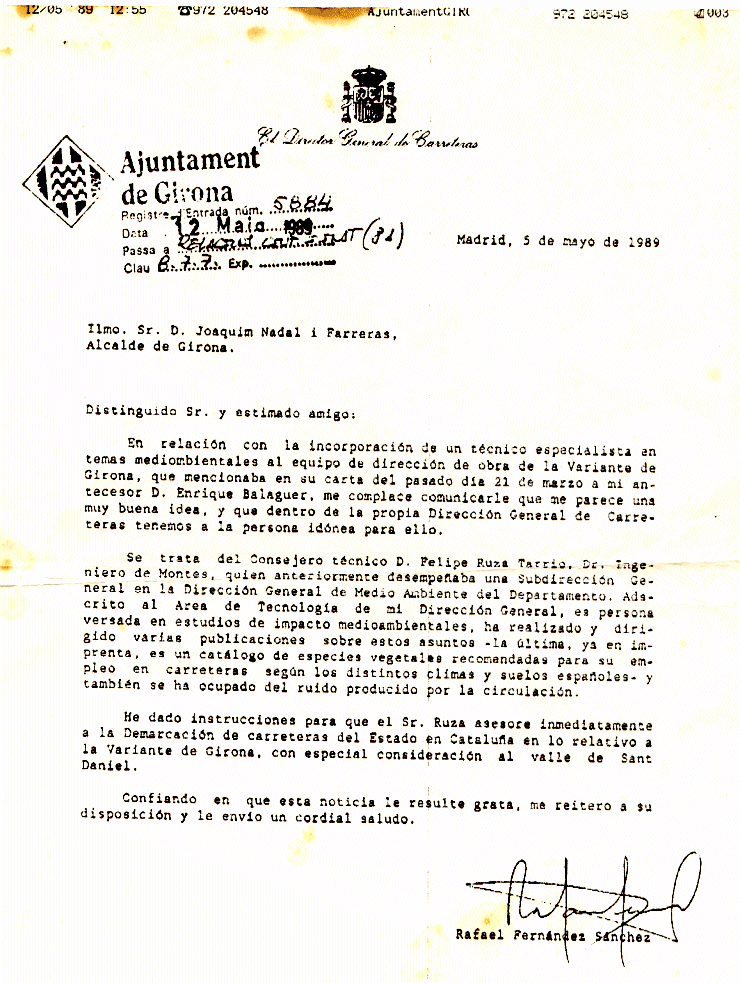 12/05 '89 12:55 ☎972 204548 AjuntamentGIR 972 204548 003
El Director General de Carreteras
Ajuntament
de Girona
Registre d'Entrada núm. 5884
Data 12 Maig 1989
Passa a
Clau B.7.7. Exp.
Madrid, 5 de mayo de 1989
Ilmo. Sr. D. Joaquim Nadal i Farreras,
Alcalde de Girona.
Distinguido Sr. y estimado amigo:
En relación con la incorporación de un técnico especialista en
temas mediombientales al equipo de dirección de obra de la Variante de
Girona, que mencionaba en su carta del pasado día 21 de marzo a mi an-
tecesor D. Enrique Balaguer, me complace comunicarle que me parece una
muy buena idea, y que dentro de la propia Dirección General de Carre-
teras tenemos a la persona idónea para ello.
Se trata del Consejero técnico D. Felipe Ruza Tarrio, Dr. Inge-
niero de Montes, quien anteriormente desempeñaba una Subdirección Ge-
neral en la Dirección General de Medio Ambiente del Departamento. Ads-
crito al Area de Tecnología de mi Dirección General, es persona
versada en estudios de impacto medioambientales, ha realizado y diri-
gido varias publicaciones sobre estos asuntos -la última, ya en im-
prenta, es un catálogo de especies vegetales recomendadas para su em-
pleo en carreteras según los distintos climas y suelos españoles- y
también se ha ocupado del ruido producido por la circulación.
He dado instrucciones para que el Sr. Ruza asesore inmediatamente
a la Demarcación de carreteras del Estado en Cataluña en lo relativo a
la Variante de Girona, con especial consideración al valle de Sant
Daniel.
Confiando en que esta noticia le resulte grata, me reitero a su
disposición y le envío un cordial saludo.
Rafael Fernández Sánchez